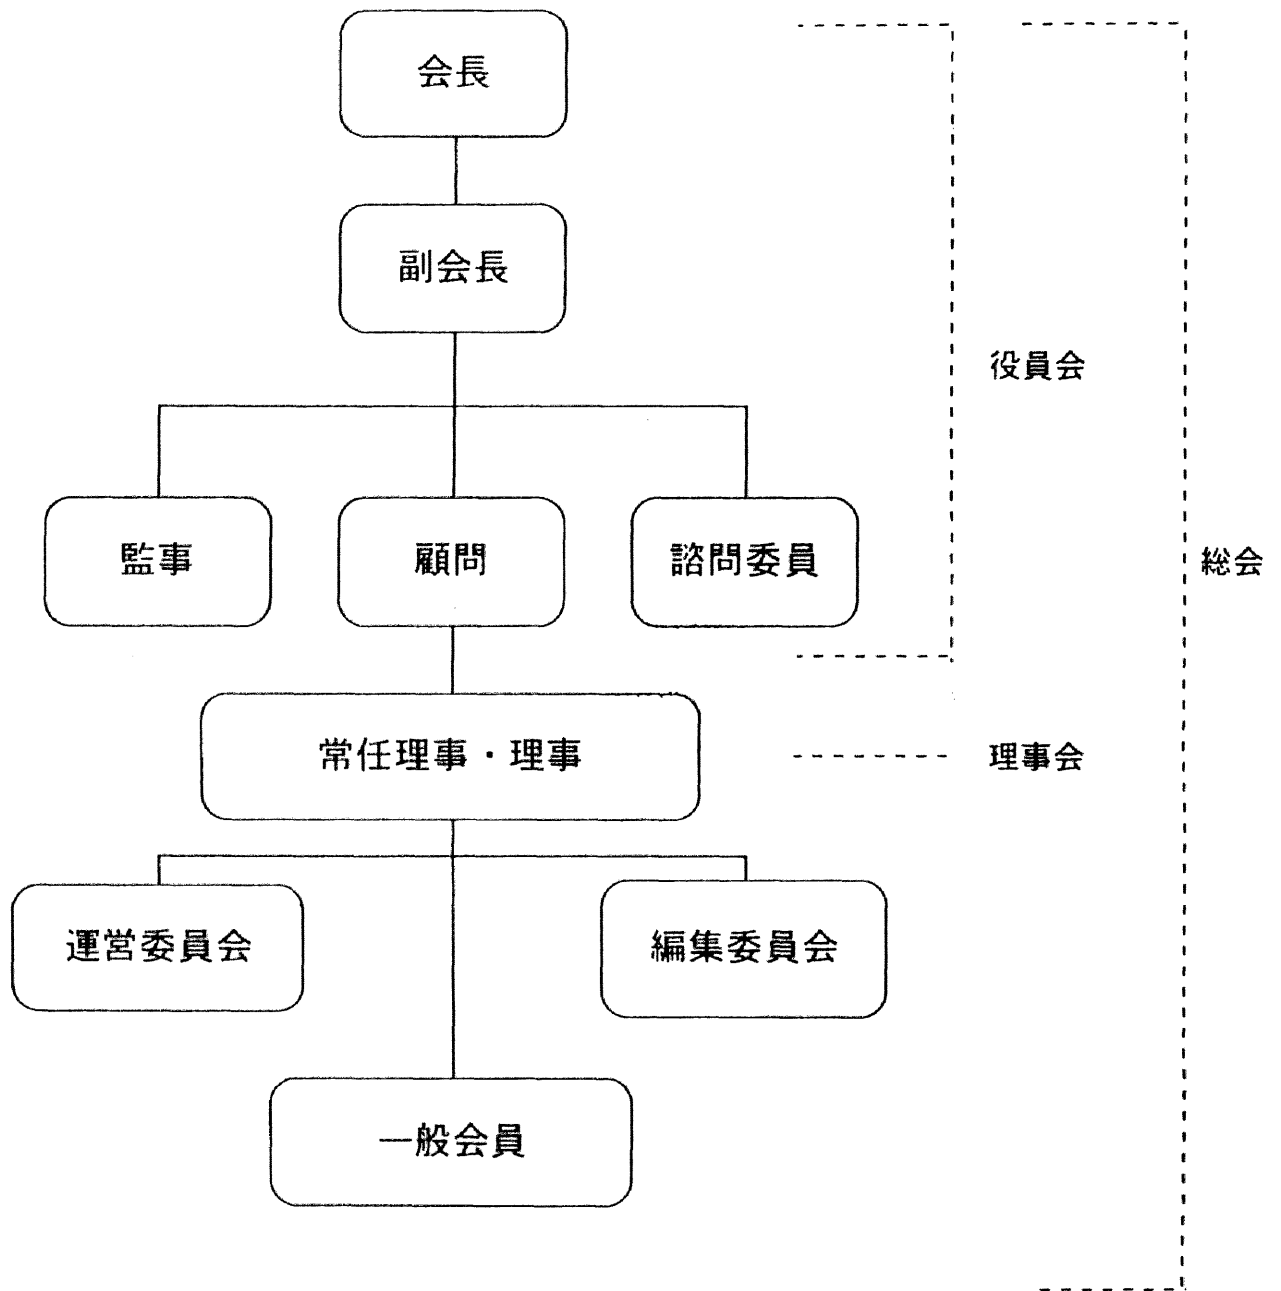 会長
副会長
役員会
監事
顧問
諮問委員
総会
常任理事・理事
理事会
運営委員会
編集委員会
一般会員